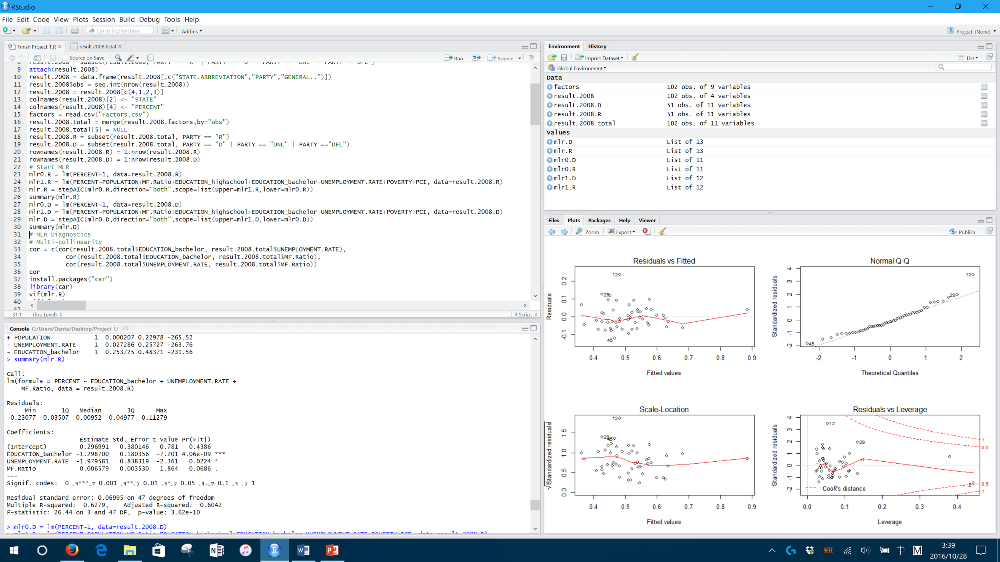 RStudio
File Edit Code View Plots Session Build Debug Tools Help
Go to file/function
Addins
Project: (None)
Finish Project 1.R
result.2008.total
Source on Save
Run
Source
9 attach(result.2008)
10 result.2008 = data.frame(result.2008[,c("STATE.ABBREVIATION","PARTY","GENERAL..")])
11 result.2008$obs = seq.int(nrow(result.2008))
12 result.2008 = result.2008[c(4,1,2,3)]
13 colnames(result.2008)[2] <- "STATE"
14 colnames(result.2008)[4] <- "PERCENT"
15 factors = read.csv("Factors.csv")
16 result.2008.total = merge(result.2008,factors,by="obs")
17 result.2008.total[5] = NULL
18 result.2008.R = subset(result.2008.total, PARTY == "R")
19 result.2008.D = subset(result.2008.total, PARTY == "D" | PARTY == "DNL" | PARTY =="DFL")
20 rownames(result.2008.R) = 1:nrow(result.2008.R)
21 rownames(result.2008.D) = 1:nrow(result.2008.D)
22 # Start MLR
23 mlr0.R = lm(PERCENT~1, data=result.2008.R)
24 mlr1.R = lm(PERCENT~POPULATION+MF.Ratio+EDUCATION_highschool+EDUCATION_bachelor+UNEMPLOYMENT.RATE+POVERTY+PCI, data=result.2008.R)
25 mlr.R = stepAIC(mlr0.R,direction="both",scope=list(upper=mlr1.R,lower=mlr0.R))
26 summary(mlr.R)
27 mlr0.D = lm(PERCENT~1, data=result.2008.D)
28 mlr1.D = lm(PERCENT~POPULATION+MF.Ratio+EDUCATION_highschool+EDUCATION_bachelor+UNEMPLOYMENT.RATE+POVERTY+PCI, data=result.2008.D)
29 mlr.D = stepAIC(mlr0.D,direction="both",scope=list(upper=mlr1.D,lower=mlr0.D))
30 summary(mlr.D)
31 # MLR Diagnostics
32 # Multi-collinearity
33 cor = c(cor(result.2008.total$EDUCATION_bachelor, result.2008.total$UNEMPLOYMENT.RATE),
34 cor(result.2008.total$EDUCATION_bachelor, result.2008.total$MF.Ratio),
35 cor(result.2008.total$UNEMPLOYMENT.RATE, result.2008.total$MF.Ratio))
36 cor
37 install.packages("car")
38 library(car)
39 vif(mlr.R)
40
41
31:1 (Top Level) R Script
Console C:/Users/Danta/Desktop/Project 1/
+ POPULATION 1 0.000207 0.22978 -265.52
- UNEMPLOYMENT.RATE 1 0.027286 0.25727 -263.76
- EDUCATION_bachelor 1 0.253725 0.48371 -231.56
> summary(mlr.R)
Call:
lm(formula = PERCENT ~ EDUCATION_bachelor + UNEMPLOYMENT.RATE +
MF.Ratio, data = result.2008.R)
Residuals:
Min 1Q Median 3Q Max
-0.23077 -0.03507 0.00952 0.04977 0.11279
Coefficients:
Estimate Std. Error t value Pr(>|t|)
(Intercept) 0.296991 0.380146 0.781 0.4386
EDUCATION_bachelor -1.298700 0.180356 -7.201 4.06e-09 ***
UNEMPLOYMENT.RATE -1.979581 0.838319 -2.361 0.0224 *
MF.Ratio 0.006579 0.003530 1.864 0.0686 .
---
Signif. codes: 0 0.001 0.01 0.05 0.1 1
Residual standard error: 0.06995 on 47 degrees of freedom
Multiple R-squared: 0.6279, Adjusted R-squared: 0.6042
F-statistic: 26.44 on 3 and 47 DF, p-value: 3.62e-10
> mlr0.D = lm(PERCENT~1, data=result.2008.D)
Environment History
Import Dataset
List
Global Environment
Data
factors 102 obs. of 9 variables
result.2008 102 obs. of 4 variables
result.2008.D 51 obs. of 11 variables
result.2008.R 51 obs. of 11 variables
result.2008.total 102 obs. of 11 variables
Values
mlr.D List of 13
mlr.R List of 13
mlr0.D List of 11
mlr0.R List of 11
mlr1.D List of 12
mlr1.R List of 12
Files Plots Packages Help Viewer
Zoom Export Publish
Residuals vs Fitted
Residuals
0.2
0.1
0.0
-0.1
12
29
45
0.4 0.5 0.6 0.7 0.8 0.9
Fitted values
Normal Q-Q
Standardized residuals
4
3
2
1
0
-1
-2
12
29
45
-2 -1 0 1 2
Theoretical Quantiles
Scale-Location
√|Standardized residuals|
1.5
1.0
0.5
0.0
12
29
45
0.4 0.5 0.6 0.7 0.8 0.9
Fitted values
Residuals vs Leverage
Standardized residuals
4
3
2
1
0
-1
-2
12
29
2
1
0.5
0.5
1
Cook's distance
0.0 0.1 0.2 0.3 0.4
Leverage
WTF
中
M
3:39
2016/10/28